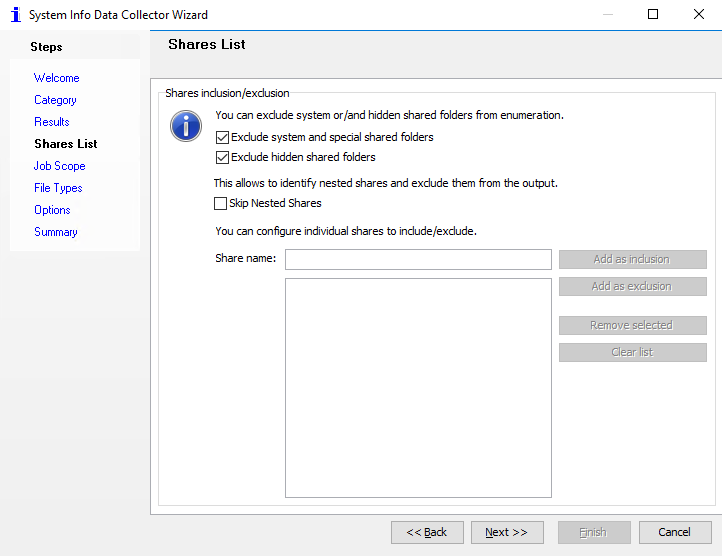 System Info Data Collector Wizard
Steps
Welcome
Category
Results
Shares List
Job Scope
File Types
Options
Summary
Shares List
Shares inclusion/exclusion
You can exclude system or/and hidden shared folders from enumeration.
Exclude system and special shared folders
Exclude hidden shared folders
This allows to identify nested shares and exclude them from the output.
Skip Nested Shares
You can configure individual shares to include/exclude.
Share name:
Add as inclusion
Add as exclusion
Remove selected
Clear list
<< Back
Next >>
Finish
Cancel